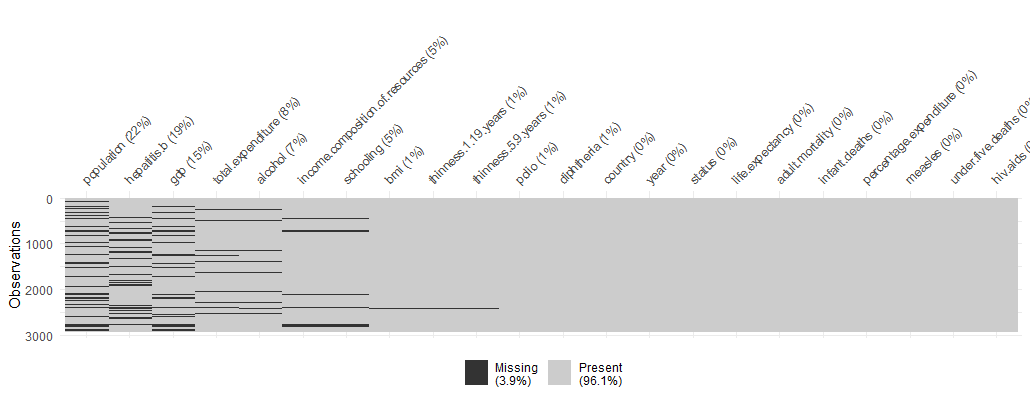 population (22%)
hepatitis.b (19%)
gdp (15%)
total.expenditure (8%)
alcohol (7%)
income.composition.of.resources (5%)
schooling (5%)
bmi (1%)
thinness.1.19.years (1%)
thinness.5.9.years (1%)
polio (1%)
diphtheria (1%)
country (0%)
year (0%)
status (0%)
life.expectancy (0%)
adult.mortality (0%)
infant.deaths (0%)
percentage.expenditure (0%)
measles (0%)
under.five.deaths (0%
hiv.aids (0
0
1000
2000
3000
Observations
Missing
(3.9%)
Present
(96.1%)